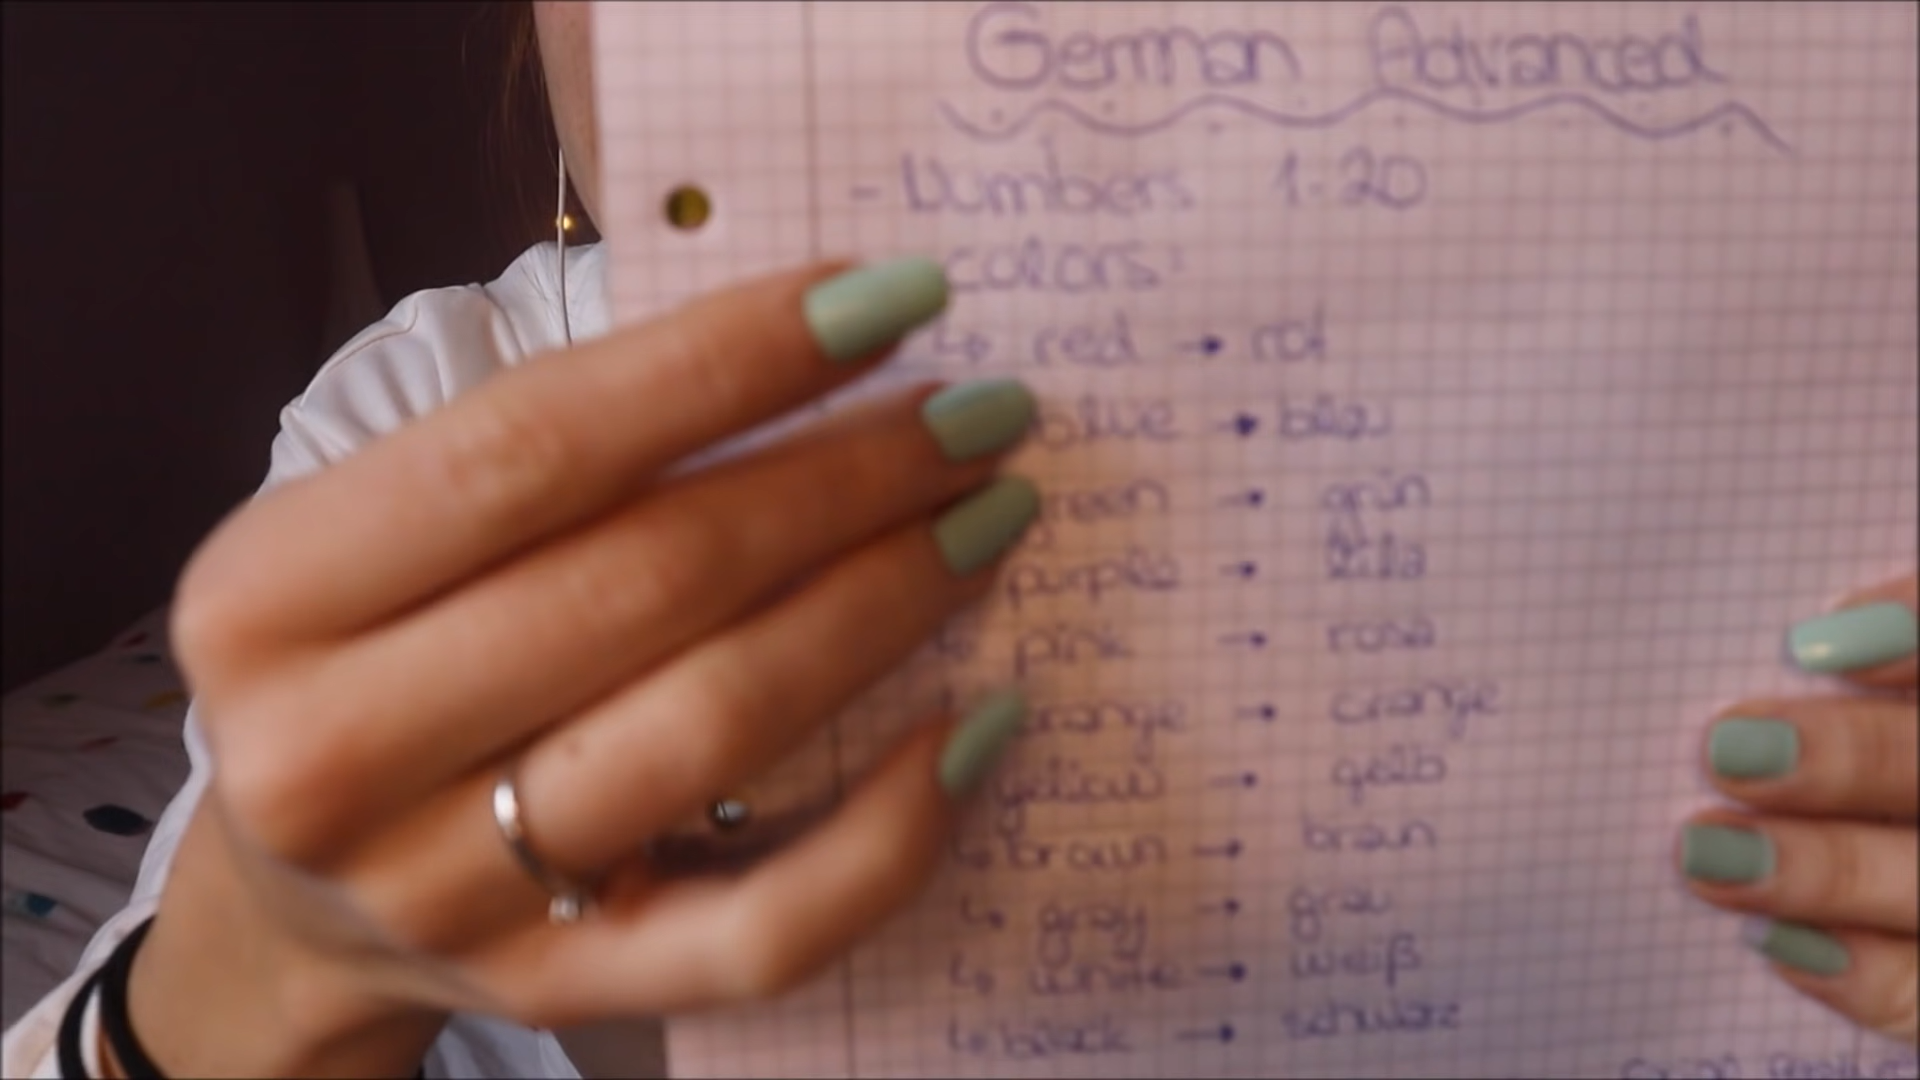 German Advanced
- Numbers 1-20
colors:
↳ red → rot
blue → blau
green → grün
purple → lila
pink → rosa
orange → orange
yellow → gelb
↳ brown → braun
↳ gray → grau
↳ white → weiß
↳ black → schwarz